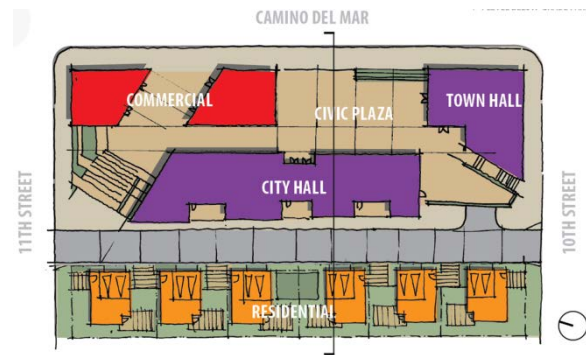 CAMINO DEL MAR
COMMERCIAL
CIVIC PLAZA
TOWN HALL
CITY HALL
11TH STREET
10TH STREET
RESIDENTIAL